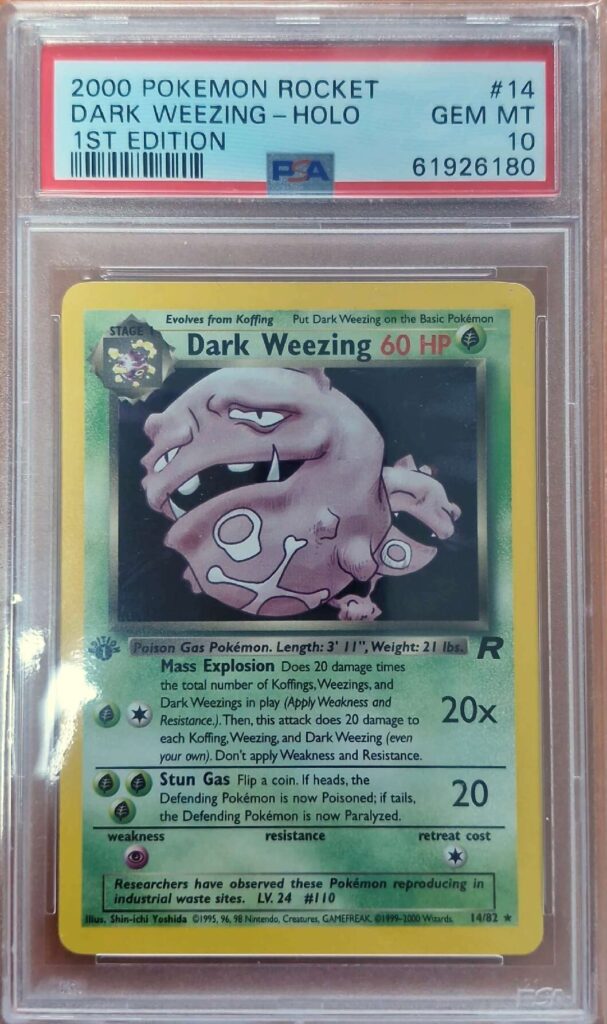 2000 POKEMON ROCKET #14
DARK WEEZING - HOLO GEM MT
1ST EDITION 10
PSA 61926180
Evolves from Koffing Put Dark Weezing on the Basic Pokémon
STAGE 1
Dark Weezing 60 HP
EDITION
1
Poison Gas Pokémon. Length: 3' 11", Weight: 21 lbs. R
Mass Explosion Does 20 damage times
the total number of Koffings, Weezings, and
Dark Weezings in play (Apply Weakness and
Resistance.). Then, this attack does 20 damage to
each Koffing, Weezing, and Dark Weezing (even
your own). Don't apply Weakness and Resistance.
20x
Stun Gas Flip a coin. If heads, the
Defending Pokémon is now Poisoned; if tails,
the Defending Pokémon is now Paralyzed.
20
weakness resistance retreat cost
Researchers have observed these Pokémon reproducing in
industrial waste sites. LV. 24 #110
Illus. Shin-ichi Yoshida ©1995, 96, 98 Nintendo, Creatures, GAMEFREAK. ©1999-2000 Wizards. 14/82 ★
PSA